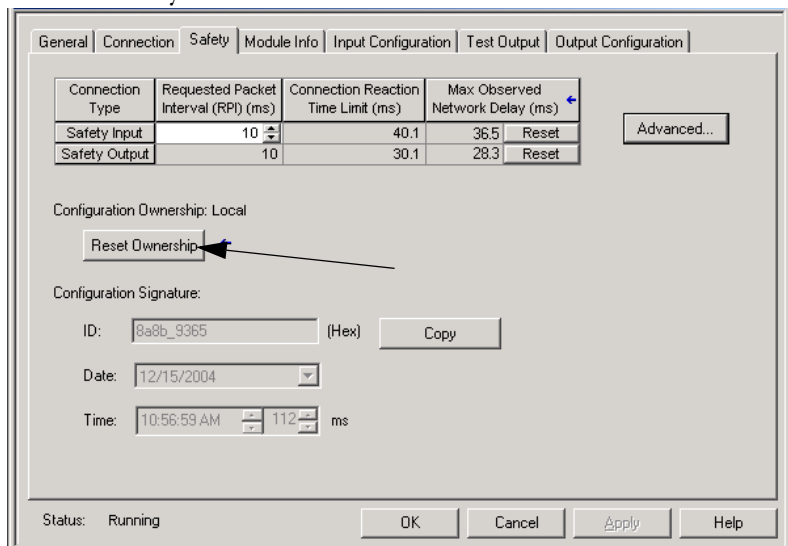 General Connection Safety Module Info Input Configuration Test Output Output Configuration
Connection Type Requested Packet Interval (RPI) (ms) Connection Reaction Time Limit (ms) Max Observed Network Delay (ms)
Safety Input 10 40.1 36.5 Reset
Safety Output 10 30.1 28.3 Reset
Advanced...
Configuration Ownership: Local
Reset Ownership
Configuration Signature:
ID: 8a8b_9365 (Hex) Copy
Date: 12/15/2004
Time: 10:56:59 AM 112 ms
Status: Running OK Cancel Apply Help